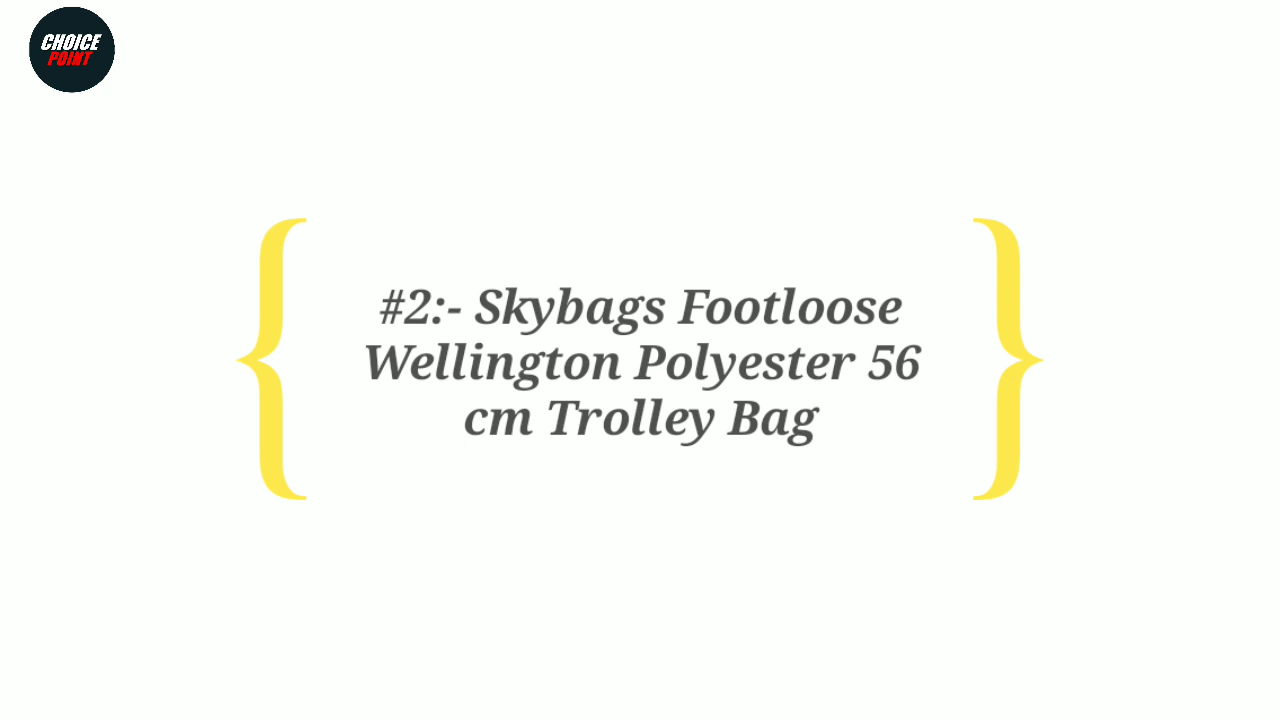 CHOICE
POINT
#2:- Skybags Footloose
Wellington Polyester 56
cm Trolley Bag